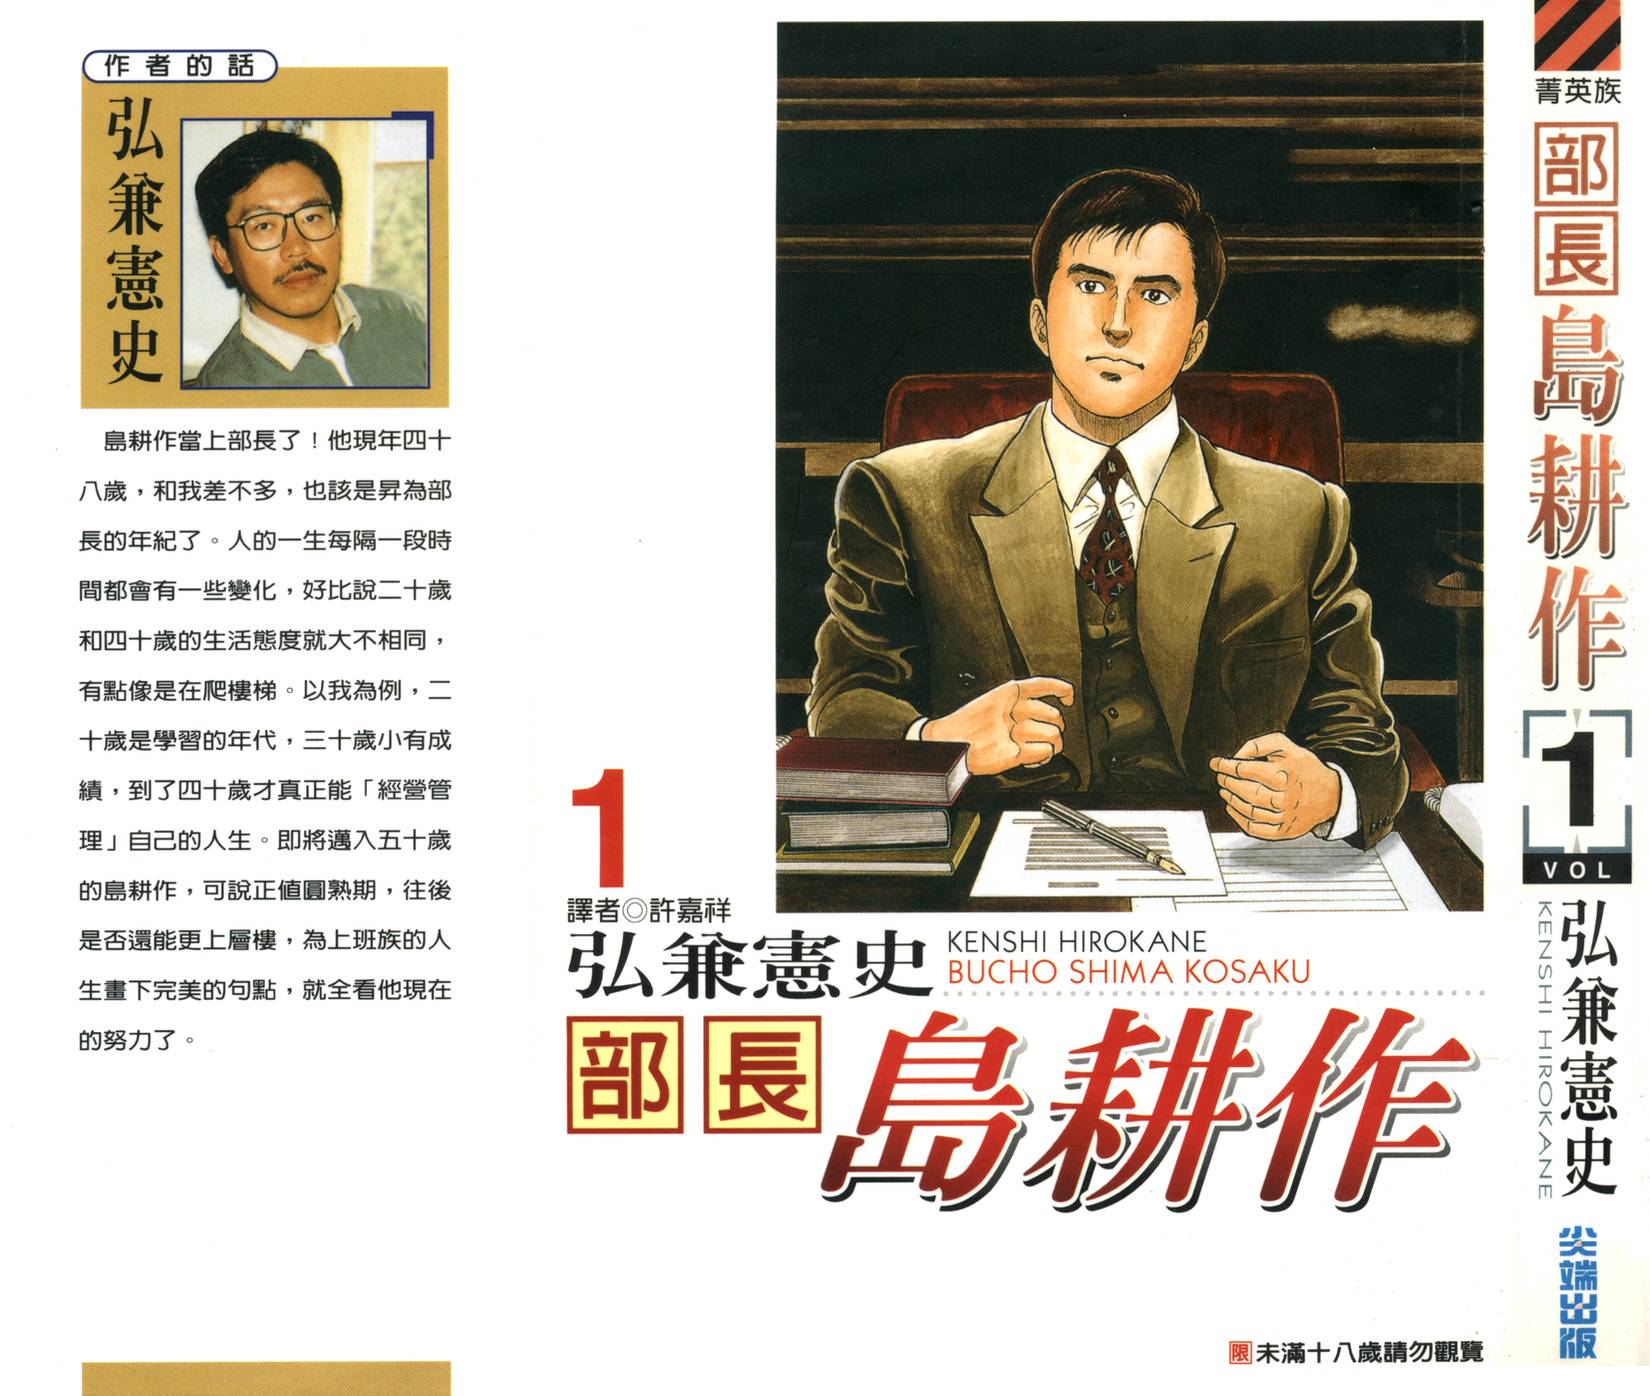 作者的話
弘兼憲史
島耕作當上部長了！他現年四十
八歲，和我差不多，也該是昇為部
長的年紀了。人的一生每隔一段時
間都會有一些變化，好比說二十歲
和四十歲的生活態度就大不相同，
有點像是在爬樓梯。以我為例，二
十歲是學習的年代，三十歲小有成
績，到了四十歲才真正能「經營管
理」自己的人生。即將邁入五十歲
的島耕作，可說正值圓熟期，往後
是否還能更上層樓，為上班族的人
生畫下完美的句點，就全看他現在
的努力了。
1
譯者◎許嘉祥
弘兼憲史
KENSHI HIROKANE
BUCHO SHIMA KOSAKU
部長
島耕作
限未滿十八歲請勿觀覽
菁英族
部長
島耕作
1
VOL
弘兼憲史
KENSHI HIROKANE
尖端出版